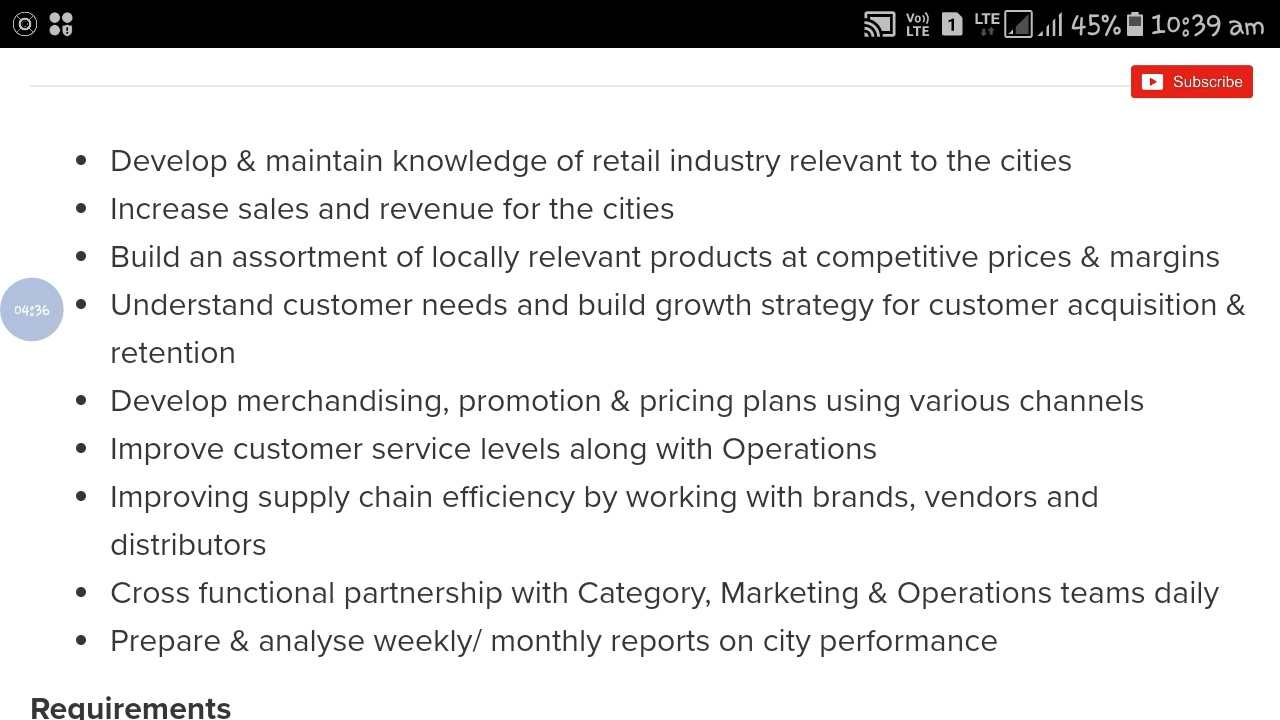 Vo) LTE 1 LTE 45% 10:39 am
Subscribe
• Develop & maintain knowledge of retail industry relevant to the cities
• Increase sales and revenue for the cities
• Build an assortment of locally relevant products at competitive prices & margins
04:36
• Understand customer needs and build growth strategy for customer acquisition &
retention
• Develop merchandising, promotion & pricing plans using various channels
• Improve customer service levels along with Operations
• Improving supply chain efficiency by working with brands, vendors and
distributors
• Cross functional partnership with Category, Marketing & Operations teams daily
• Prepare & analyse weekly/ monthly reports on city performance
Requirements